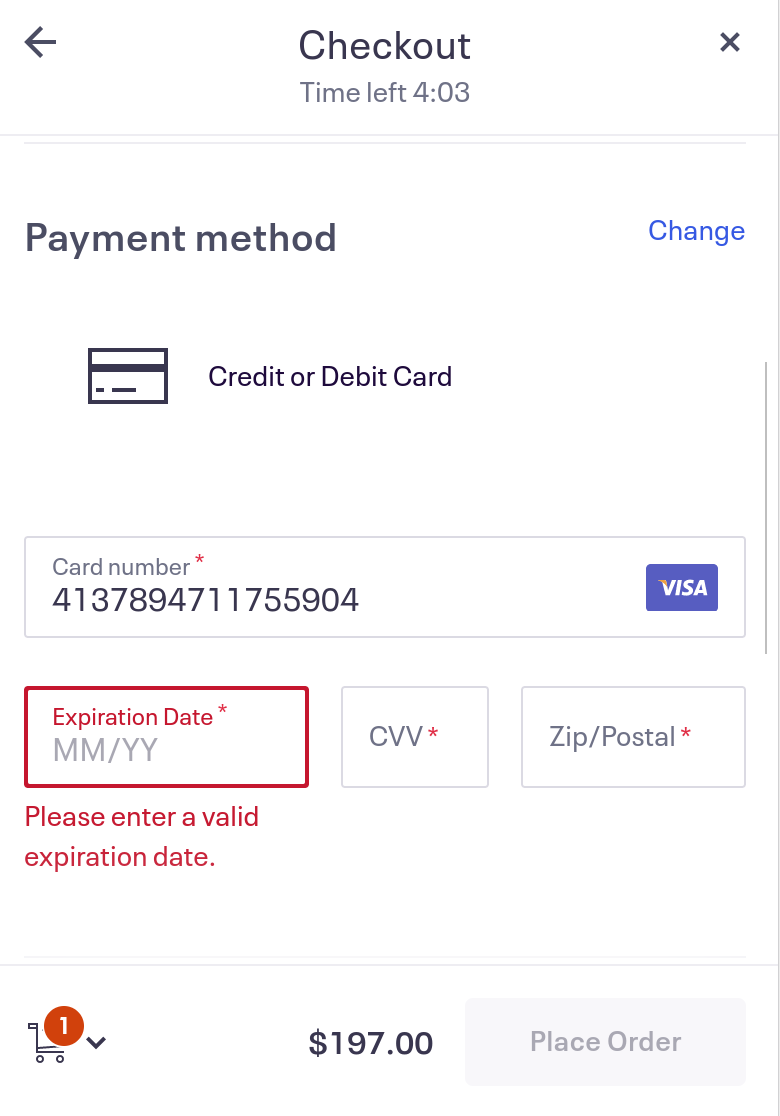 Checkout
Time left 4:03
Payment method
Change
Credit or Debit Card
Card number *
4137894711755904
VISA
Expiration Date *
MM/YY
CVV *
Zip/Postal *
Please enter a valid
expiration date.
1
$197.00
Place Order